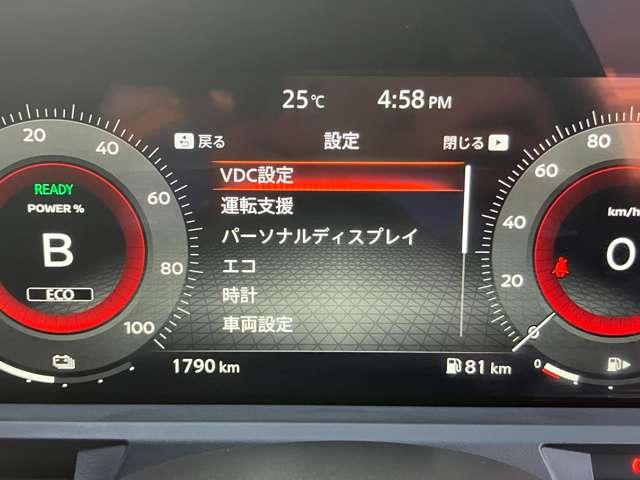 25℃ 4:58 PM
戻る 設定 閉じる
VDC設定
運転支援
パーソナルディスプレイ
エコ
時計
車両設定
20 40 60 80 100
READY
POWER %
B
ECO
80 60 40 20 0
km/h
0
1790 km
81 km
0